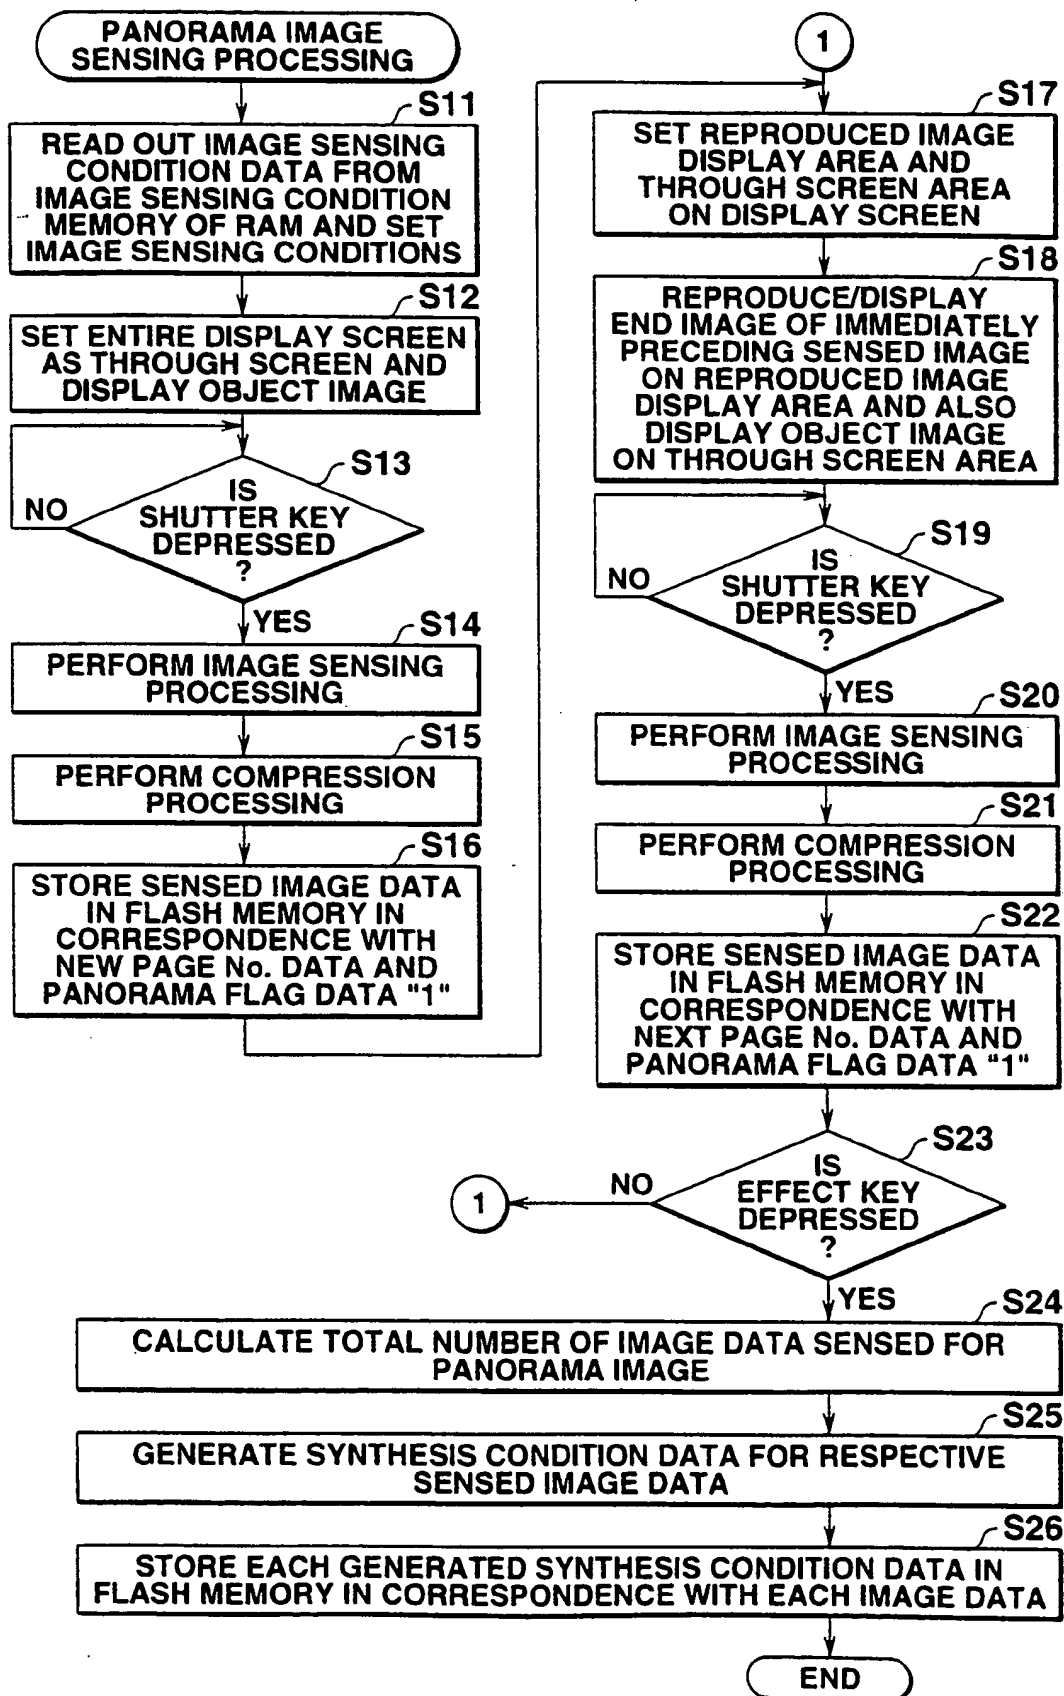 PANORAMA IMAGE
SENSING PROCESSING
S11
READ OUT IMAGE SENSING
CONDITION DATA FROM
IMAGE SENSING CONDITION
MEMORY OF RAM AND SET
IMAGE SENSING CONDITIONS
S12
SET ENTIRE DISPLAY SCREEN
AS THROUGH SCREEN AND
DISPLAY OBJECT IMAGE
S13
IS
SHUTTER KEY
DEPRESSED
?
NO
YES
S14
PERFORM IMAGE SENSING
PROCESSING
S15
PERFORM COMPRESSION
PROCESSING
S16
STORE SENSED IMAGE DATA
IN FLASH MEMORY IN
CORRESPONDENCE WITH
NEW PAGE No. DATA AND
PANORAMA FLAG DATA "1"
1
S17
SET REPRODUCED IMAGE
DISPLAY AREA AND
THROUGH SCREEN AREA
ON DISPLAY SCREEN
S18
REPRODUCE/DISPLAY
END IMAGE OF IMMEDIATELY
PRECEDING SENSED IMAGE
ON REPRODUCED IMAGE
DISPLAY AREA AND ALSO
DISPLAY OBJECT IMAGE
ON THROUGH SCREEN AREA
S19
IS
SHUTTER KEY
DEPRESSED
?
NO
YES
S20
PERFORM IMAGE SENSING
PROCESSING
S21
PERFORM COMPRESSION
PROCESSING
S22
STORE SENSED IMAGE DATA
IN FLASH MEMORY IN
CORRESPONDENCE WITH
NEXT PAGE No. DATA AND
PANORAMA FLAG DATA "1"
S23
IS
EFFECT KEY
DEPRESSED
?
NO
1
YES
S24
CALCULATE TOTAL NUMBER OF IMAGE DATA SENSED FOR
PANORAMA IMAGE
S25
GENERATE SYNTHESIS CONDITION DATA FOR RESPECTIVE
SENSED IMAGE DATA
S26
STORE EACH GENERATED SYNTHESIS CONDITION DATA IN
FLASH MEMORY IN CORRESPONDENCE WITH EACH IMAGE DATA
END